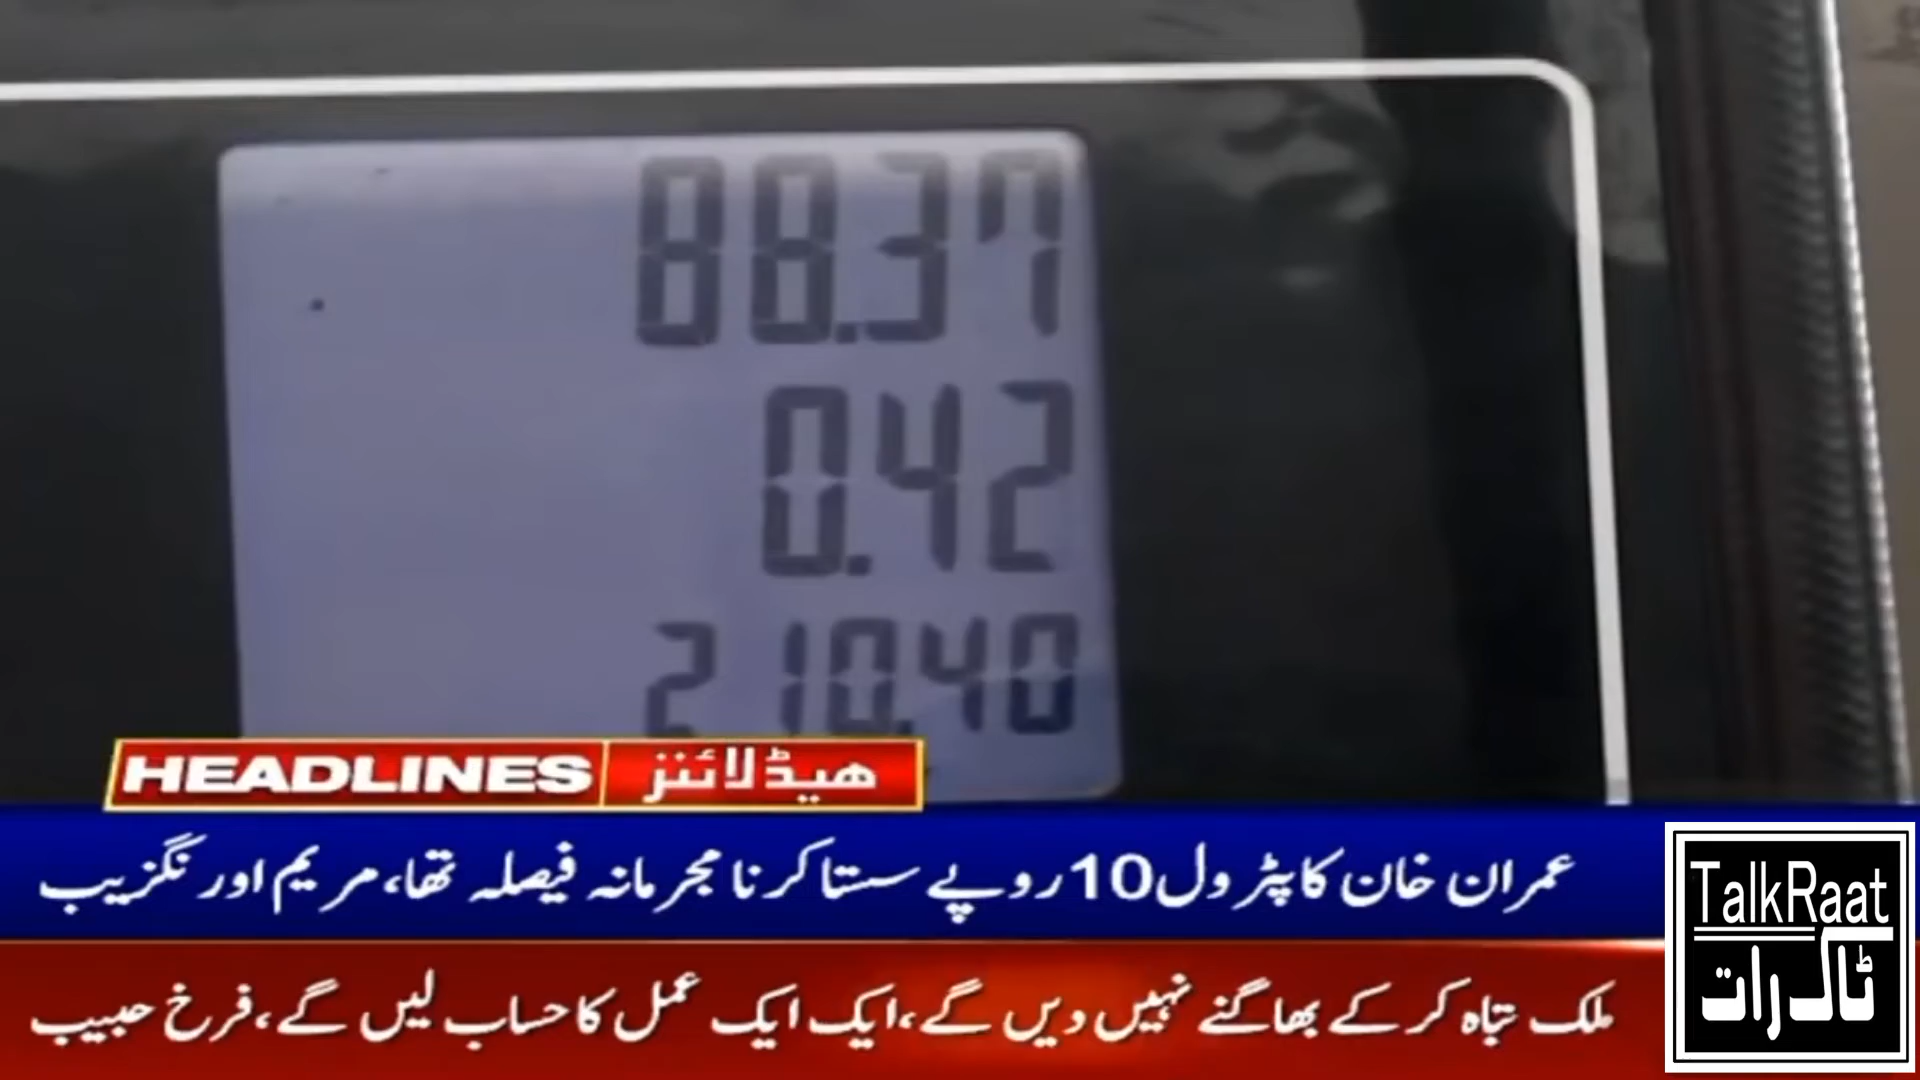 88.37
0.42
210.40
HEADLINES ھیڈلائنز
عمران خان کا پٹرول 10 روپے سستا کرنا مجرمانہ فیصلہ تھا، مریم اورنگزیب
ملک تباہ کر کے بھاگنے نہیں دیں گے، ایک ایک عمل کا حساب لیں گے، فرخ حبیب
TalkRaat
ٹاک رات